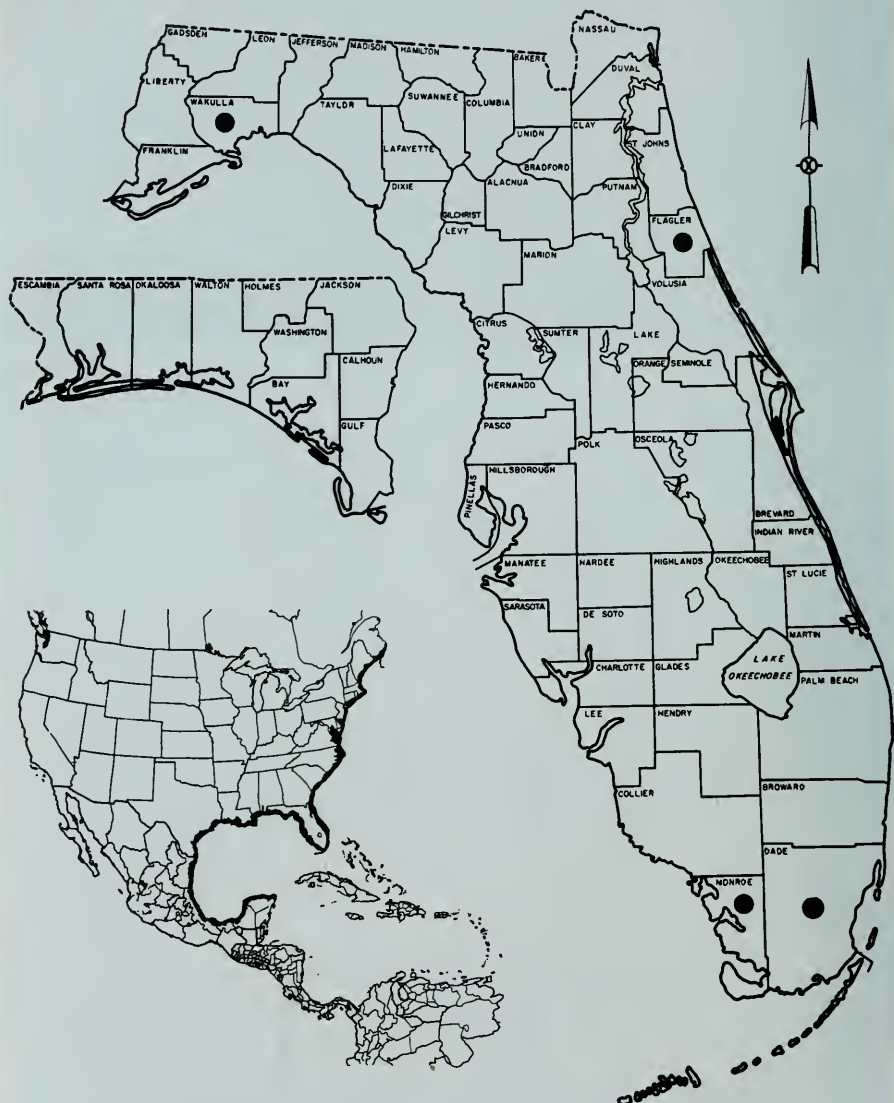 NASSAU
GADSDEN
LEON
JEFFERSON
MADISON
HAMILTON
BAKER
DUVAL
LIBERTY
WAKULLA
TAYLOR
SUWANNEE
COLUMBIA
UNION
CLAY
ST JOHNS
FRANKLIN
LAFAYETTE
BRADFORD
DIXIE
ALACHUA
PUTNAM
GILCHRIST
FLAGLER
LEVY
MARION
VOLUSIA
ESCAMBIA
SANTA ROSA
OKALOOSA
WALTON
HOLMES
JACKSON
WASHINGTON
CITRUS
SUMTER
LAKE
CALHOUN
ORANGE
SEMINOLE
BAY
HERNANDO
GULF
PASCO
POLK
OSCEOLA
PINELLAS
HILLSBOROUGH
BREVARD
INDIAN RIVER
MANATEE
HARDEE
HIGHLANDS
OKEECHOBEE
ST LUCIE
SARASOTA
DE SOTO
MARTIN
CHARLOTTE
GLADES
LAKE
OKEECHOBEE
PALM BEACH
LEE
HENDRY
COLLIER
BROWARD
DADE
MONROE